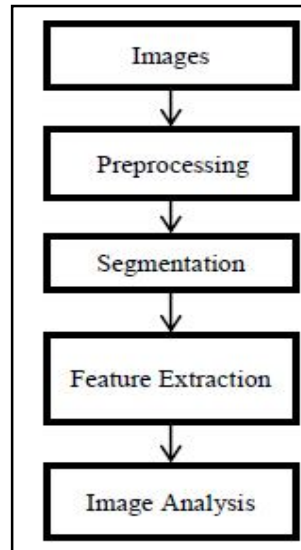 Images
Preprocessing
Segmentation
Feature Extraction
Image Analysis